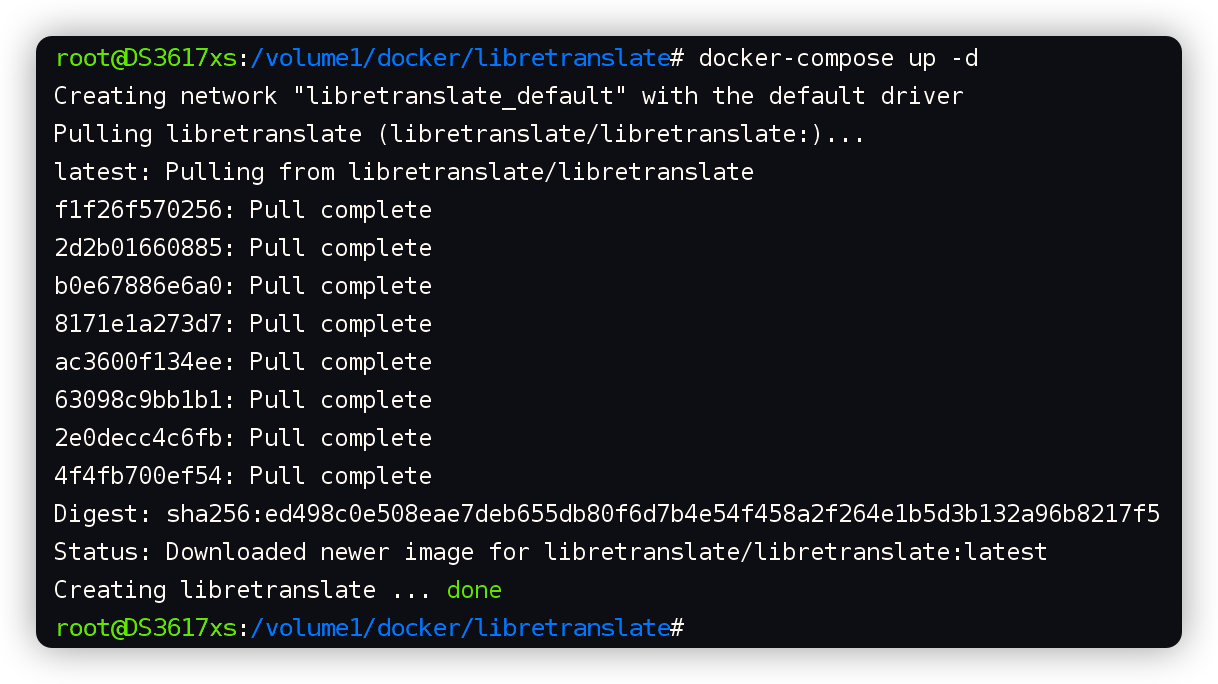 root@DS3617xs:/volume1/docker/libretranslate# docker-compose up -d
Creating network "libretranslate_default" with the default driver
Pulling libretranslate (libretranslate/libretranslate:)...
latest: Pulling from libretranslate/libretranslate
f1f26f570256: Pull complete
2d2b01660885: Pull complete
b0e67886e6a0: Pull complete
8171e1a273d7: Pull complete
ac3600f134ee: Pull complete
63098c9bb1b1: Pull complete
2e0decc4c6fb: Pull complete
4f4fb700ef54: Pull complete
Digest: sha256:ed498c0e508eae7deb655db80f6d7b4e54f458a2f264e1b5d3b132a96b8217f5
Status: Downloaded newer image for libretranslate/libretranslate:latest
Creating libretranslate ... done
root@DS3617xs:/volume1/docker/libretranslate#